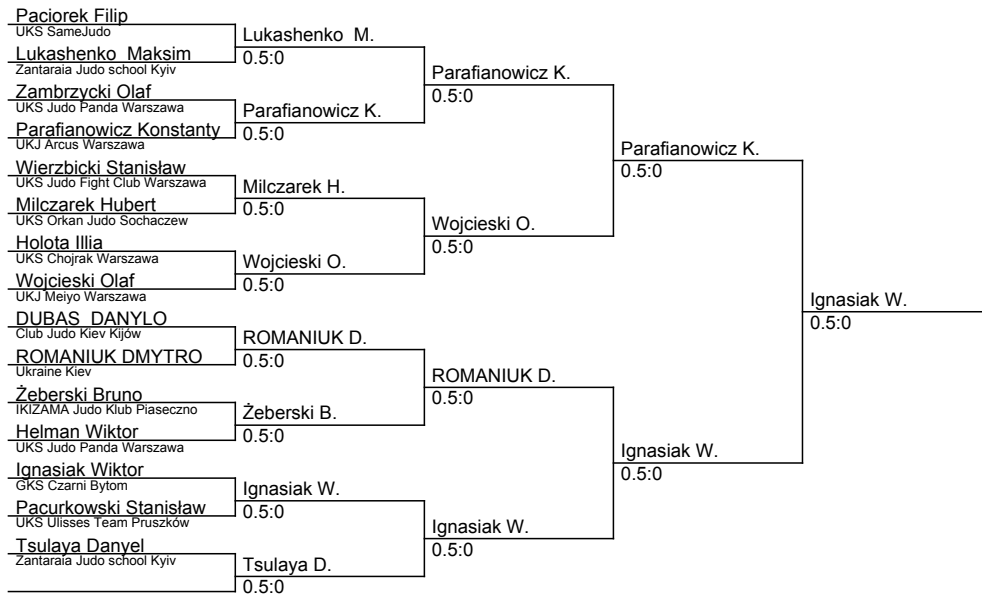 Paciorek Filip
UKS SameJudo
Lukashenko  Maksim
Zantaraia Judo school Kyiv
Zambrzycki Olaf
UKS Judo Panda Warszawa
Parafianowicz Konstanty
UKJ Arcus Warszawa
Wierzbicki Stanisław
UKS Judo Fight Club Warszawa
Milczarek Hubert
UKS Orkan Judo Sochaczew
Holota Illia
UKS Chojrak Warszawa
Wojcieski Olaf
UKJ Meiyo Warszawa
DUBAS  DANYLO
Club Judo Kiev Kijów
ROMANIUK DMYTRO
Ukraine Kiev
Żeberski Bruno
IKIZAMA Judo Klub Piaseczno
Helman Wiktor
UKS Judo Panda Warszawa
Ignasiak Wiktor
GKS Czarni Bytom
Pacurkowski Stanisław
UKS Ulisses Team Pruszków
Tsulaya Danyel
Zantaraia Judo school Kyiv
Lukashenko  M.
0.5:0
Parafianowicz K.
0.5:0
Milczarek H.
0.5:0
Wojcieski O.
0.5:0
ROMANIUK D.
0.5:0
Żeberski B.
0.5:0
Ignasiak W.
0.5:0
Tsulaya D.
0.5:0
Parafianowicz K.
0.5:0
Wojcieski O.
0.5:0
ROMANIUK D.
0.5:0
Ignasiak W.
0.5:0
Parafianowicz K.
0.5:0
Ignasiak W.
0.5:0
Ignasiak W.
0.5:0